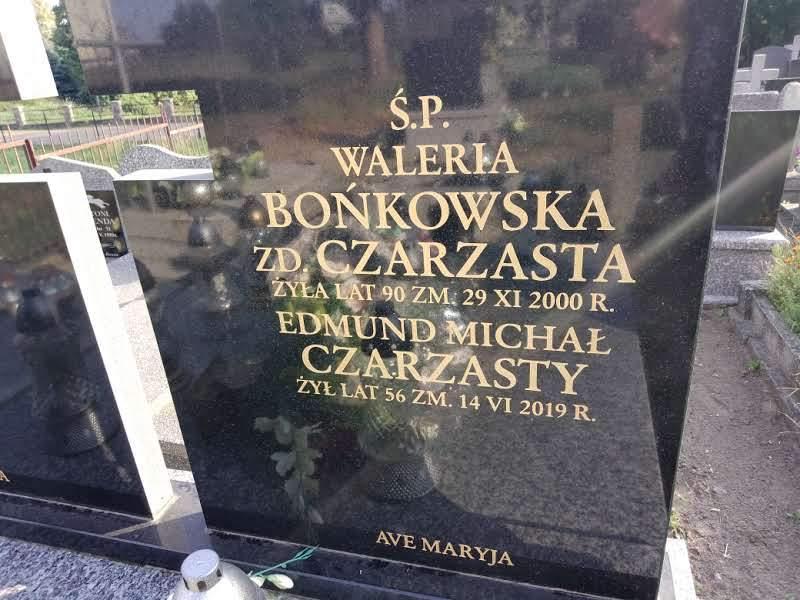 Ś.P.
WALERIA
BOŃKOWSKA
ZD. CZARZASTA
ŻYŁA LAT 90 ZM. 29 XI 2000 R.
EDMUND MICHAŁ
CZARZASTY
ŻYŁ LAT 56 ZM. 14 VI 2019 R.
AVE MARYJA